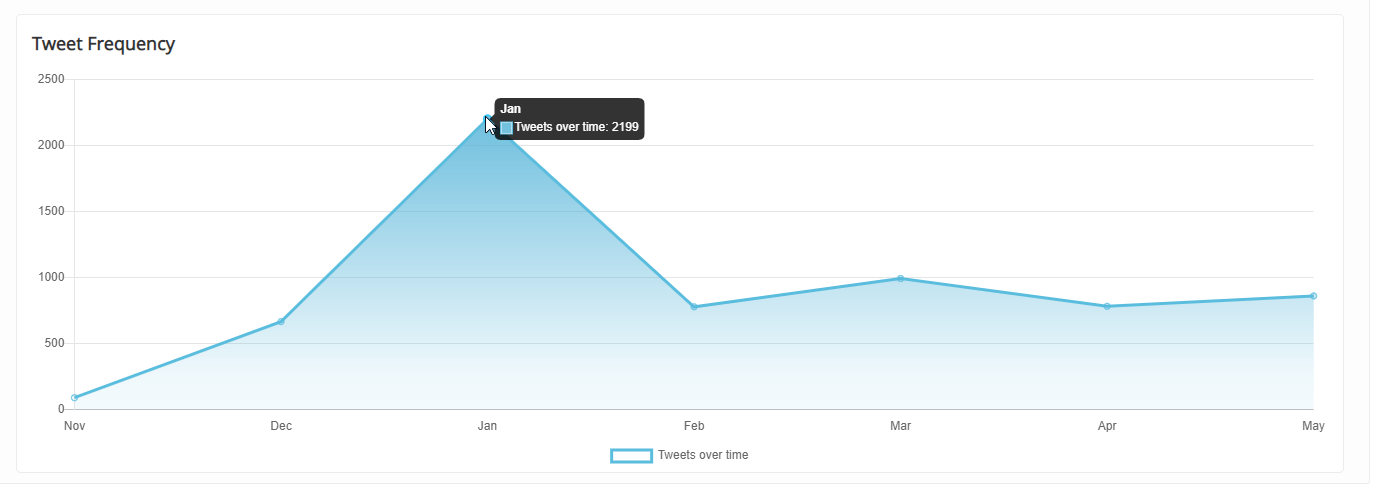 Tweet Frequency
2500
Jan
Tweets over time: 2199
2000
1500
1000
500
0
Nov Dec Jan Feb Mar Apr May
Tweets over time